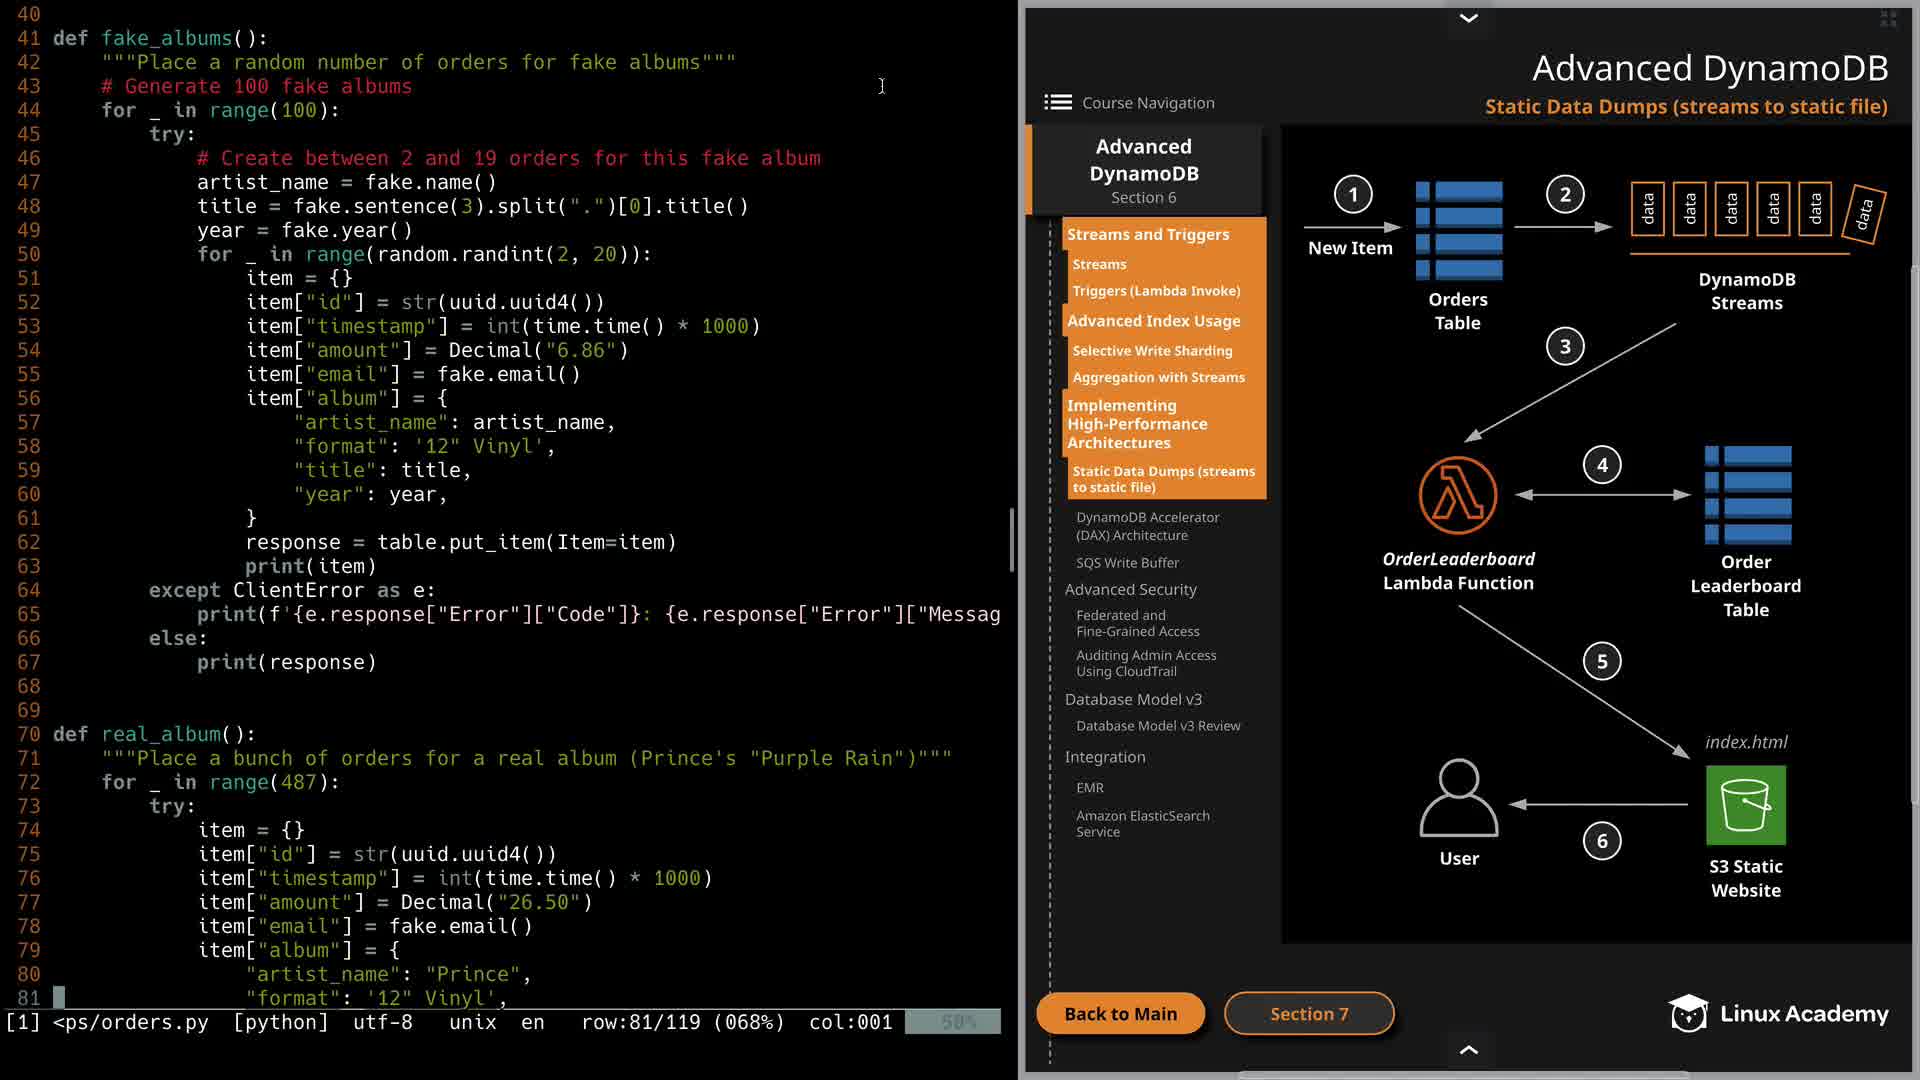 40
41 def fake_albums():
42     """Place a random number of orders for fake albums"""
43     # Generate 100 fake albums
44     for _ in range(100):
45         try:
46             # Create between 2 and 19 orders for this fake album
47             artist_name = fake.name()
48             title = fake.sentence(3).split(".")[0].title()
49             year = fake.year()
50             for _ in range(random.randint(2, 20)):
51                 item = {}
52                 item["id"] = str(uuid.uuid4())
53                 item["timestamp"] = int(time.time() * 1000)
54                 item["amount"] = Decimal("6.86")
55                 item["email"] = fake.email()
56                 item["album"] = {
57                     "artist_name": artist_name,
58                     "format": '12" Vinyl',
59                     "title": title,
60                     "year": year,
61                 }
62                 response = table.put_item(Item=item)
63                 print(item)
64         except ClientError as e:
65             print(f'{e.response["Error"]["Code"]}: {e.response["Error"]["Messag
66         else:
67             print(response)
68
69
70 def real_album():
71     """Place a bunch of orders for a real album (Prince's "Purple Rain")"""
72     for _ in range(487):
73         try:
74             item = {}
75             item["id"] = str(uuid.uuid4())
76             item["timestamp"] = int(time.time() * 1000)
77             item["amount"] = Decimal("26.50")
78             item["email"] = fake.email()
79             item["album"] = {
80                 "artist_name": "Prince",
81                 "format": '12" Vinyl',
[1] <ps/orders.py  [python]  utf-8   unix  en   row:81/119 (068%)  col:001   50%
Advanced DynamoDB
Static Data Dumps (streams to static file)
Course Navigation
Advanced
DynamoDB
Section 6
Streams and Triggers
Streams
Triggers (Lambda Invoke)
Advanced Index Usage
Selective Write Sharding
Aggregation with Streams
Implementing
High-Performance
Architectures
Static Data Dumps (streams
to static file)
DynamoDB Accelerator
(DAX) Architecture
SQS Write Buffer
Advanced Security
Federated and
Fine-Grained Access
Auditing Admin Access
Using CloudTrail
Database Model v3
Database Model v3 Review
Integration
EMR
Amazon ElasticSearch
Service
1
New Item
Orders
Table
2
data data data data data data
DynamoDB
Streams
3
OrderLeaderboard
Lambda Function
4
Order
Leaderboard
Table
5
index.html
S3 Static
Website
6
User
Back to Main
Section 7
Linux Academy